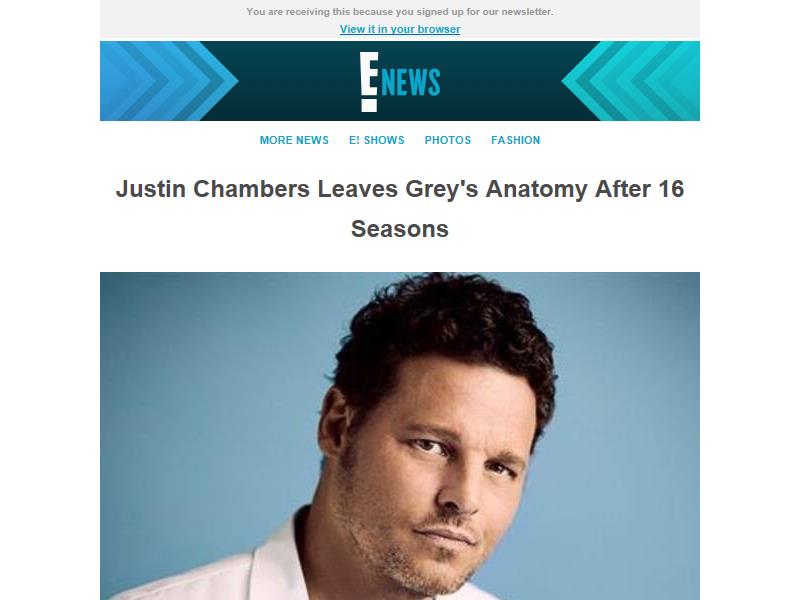 You are receiving this because you signed up for our newsletter.
View it in your browser
E! NEWS
MORE NEWS E! SHOWS PHOTOS FASHION
Justin Chambers Leaves Grey's Anatomy After 16
Seasons